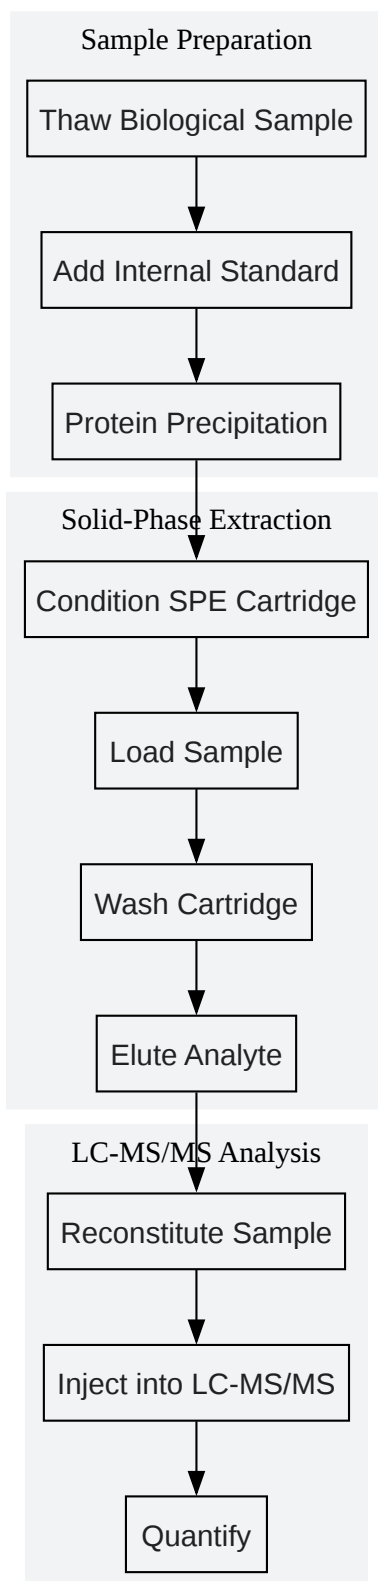 Sample Preparation
Thaw Biological Sample
Add Internal Standard
Protein Precipitation
Solid-Phase Extraction
Condition SPE Cartridge
Load Sample
Wash Cartridge
Elute Analyte
LC-MS/MS Analysis
Reconstitute Sample
Inject into LC-MS/MS
Quantify